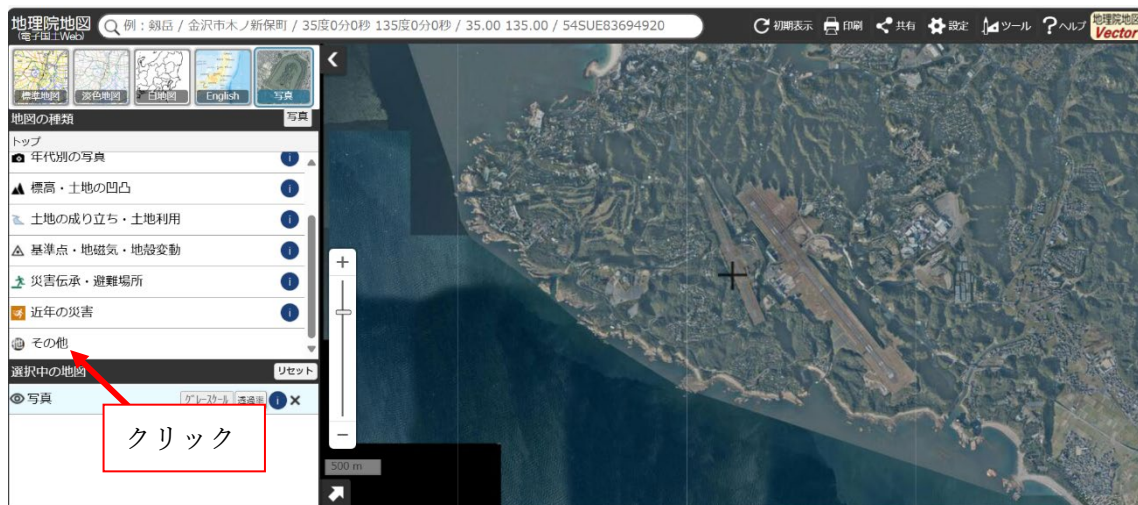 地理院地図
(電子国土Web)
例：剱岳 / 金沢市木ノ新保町 / 35度0分0秒 135度0分0秒 / 35.00 135.00 / 54SUE83694920
初期表示
印刷
共有
設定
ツール
ヘルプ
地理院地図
Vector
標準地図
淡色地図
白地図
English
写真
地図の種類
写真
トップ
年代別の写真
標高・土地の凹凸
土地の成り立ち・土地利用
基準点・地磁気・地殻変動
災害伝承・避難場所
近年の災害
その他
選択中の地図
リセット
写真
グレースケール
透過率
クリック
500 m